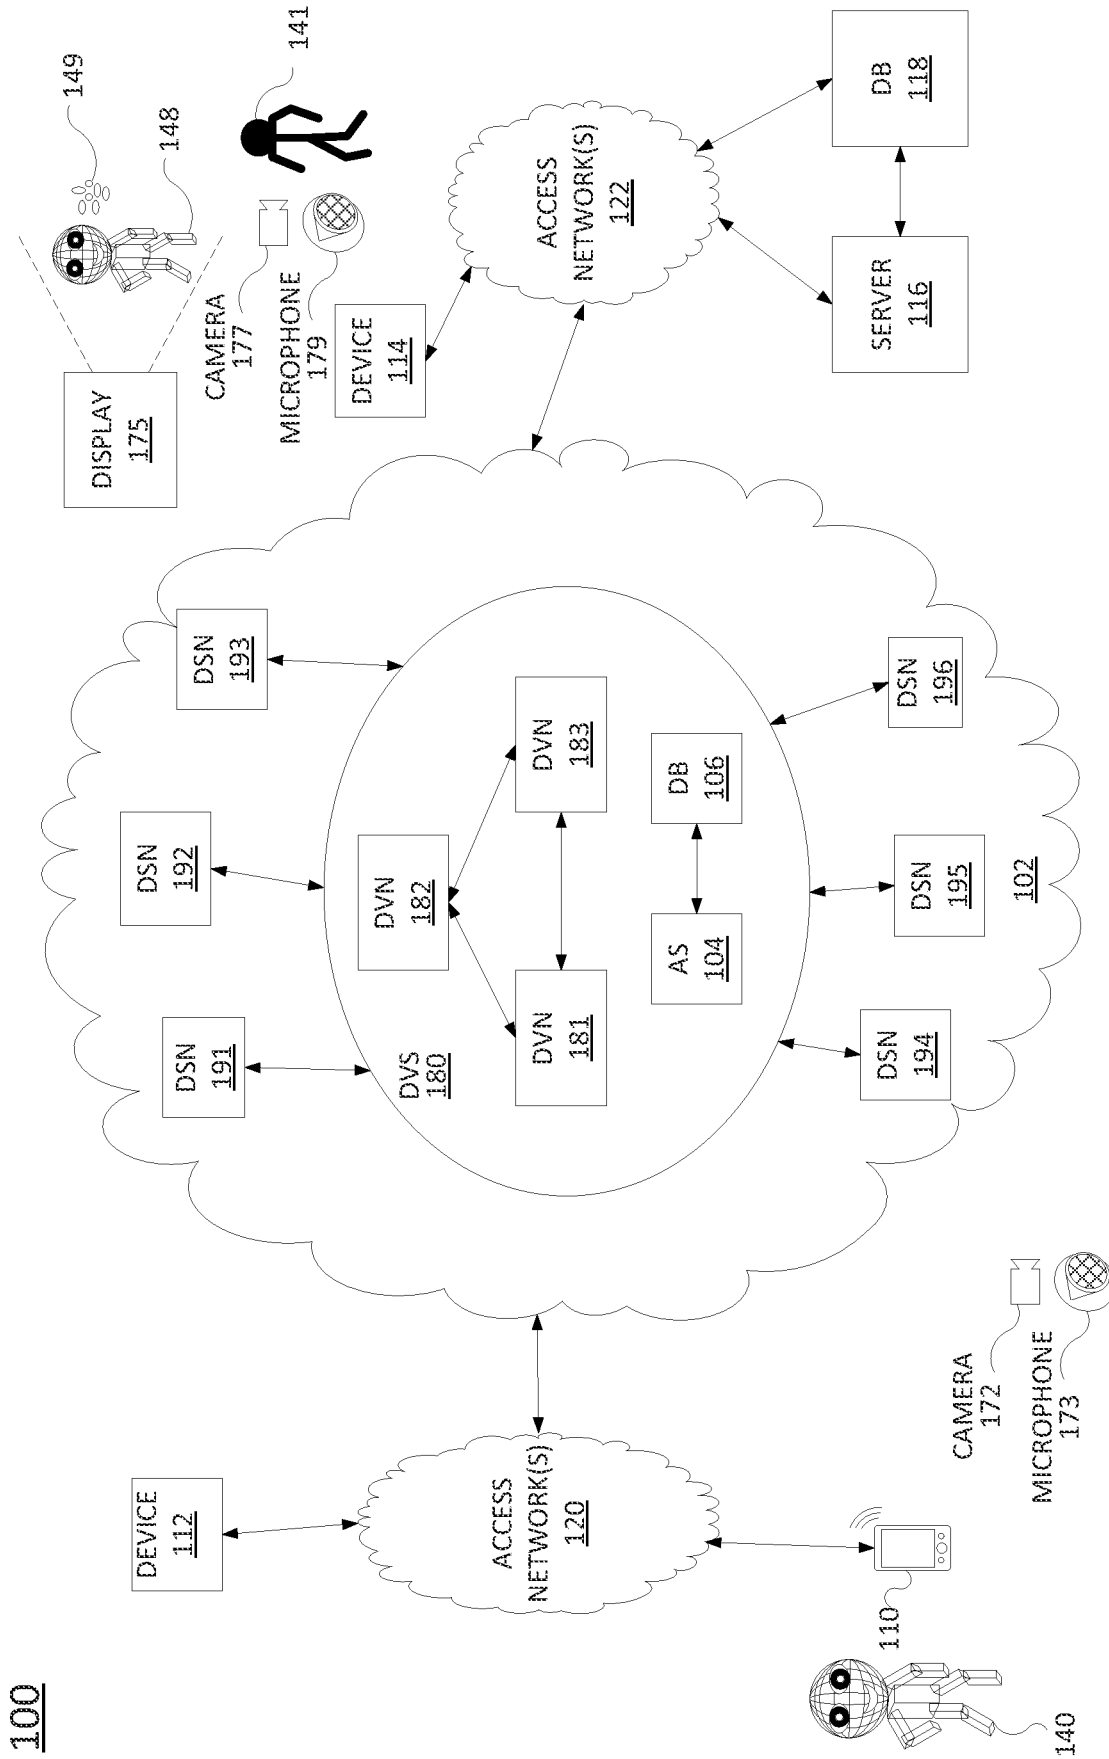 100
DEVICE
112
ACCESS
NETWORK(S)
120
110
140
CAMERA
172
MICROPHONE
173
DSN
191
DSN
192
DSN
193
DVS
180
DVN
182
DVN
181
DVN
183
AS
104
DB
106
DSN
194
DSN
195
DSN
196
102
DISPLAY
175
149
148
CAMERA
177
MICROPHONE
179
141
DEVICE
114
ACCESS
NETWORK(S)
122
SERVER
116
DB
118